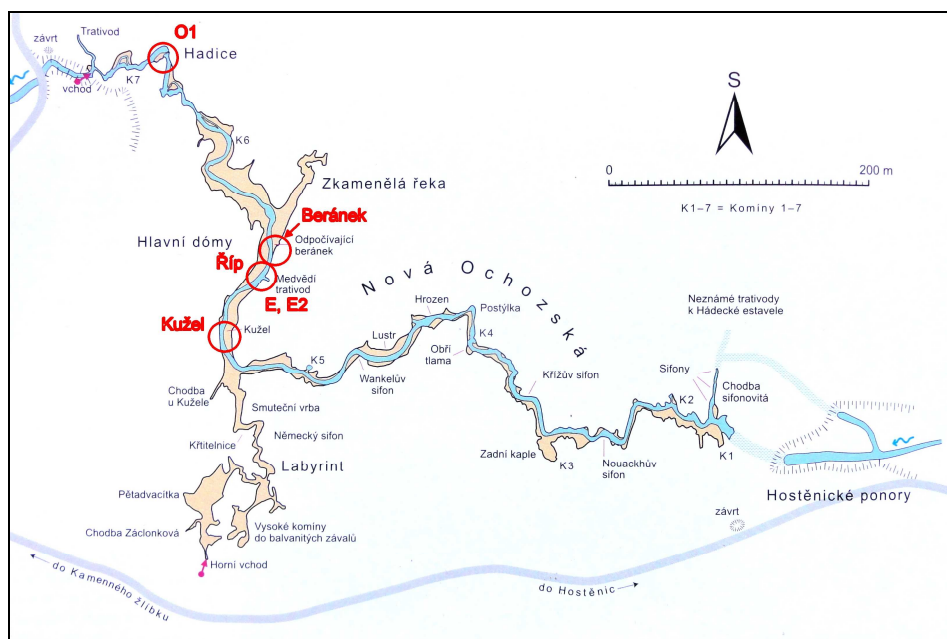 O1
Trativod
závrt
Hadice
K7
vchod
S
K6
0
200 m
Zkamenělá řeka
K1–7 = Komíny 1–7
Beránek
Odpočívající
beránek
Hlavní dómy
Říp
Medvědí
trativod
E, E2
Nová Ochozská
Neznámé trativody
k Hádecké estavele
Hrozen
Postýlka
Kužel
Kužel
Lustr
K4
Obří
tlama
K5
Wankelův
sifon
Křížův sifon
Sifony
Chodba
sifonovitá
Chodba
u Kužele
Smuteční vrba
K2
Křtitelnice
Německý sifon
Zadní kaple
K3
Nouackhův
sifon
K1
Labyrint
Hostěnické ponory
Pětadvacítka
závrt
Chodba Záclonková
Vysoké komíny
do balvanitých závalů
Horní vchod
do Kamenného žlíbku
do Hostěnic